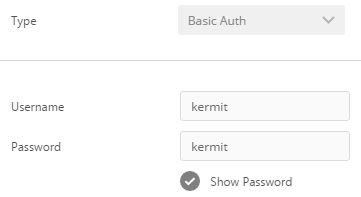 Type Basic Auth
Username kermit
Password kermit
Show Password